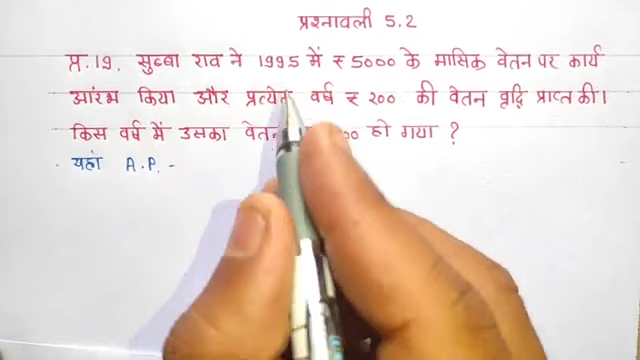 प्रश्नावली 5.2
प्र.19. सुब्बा राव ने 1995 में ₹ 5000 के मासिक वेतन पर कार्य
आरंभ किया और प्रत्येक वर्ष ₹ २०० की वेतन वृद्धि प्राप्त की।
किस वर्ष में उसका वेतन हो गया ?
यहां A.P. -